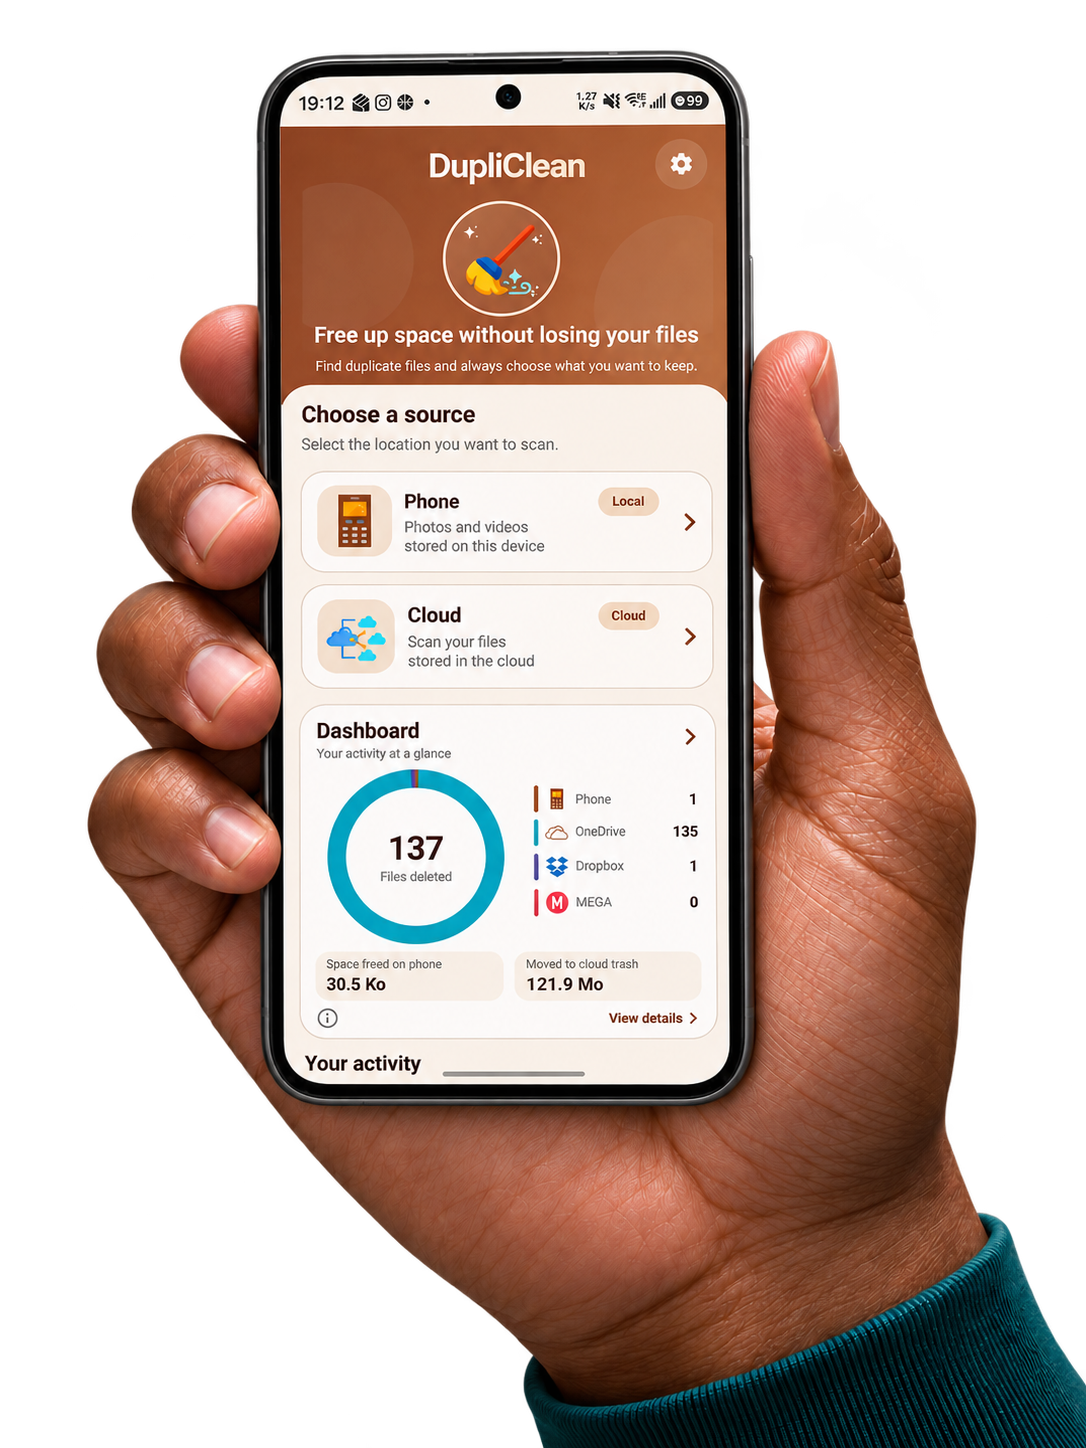 19:12
1.27
K/s
99
DupliClean
Free up space without losing your files
Find duplicate files and always choose what you want to keep.
Choose a source
Select the location you want to scan.
Phone
Local
Photos and videos
stored on this device
Cloud
Cloud
Scan your files
stored in the cloud
Dashboard
Your activity at a glance
137
Files deleted
Phone 1
OneDrive 135
Dropbox 1
M MEGA 0
Space freed on phone
30.5 Ko
Moved to cloud trash
121.9 Mo
View details
Your activity